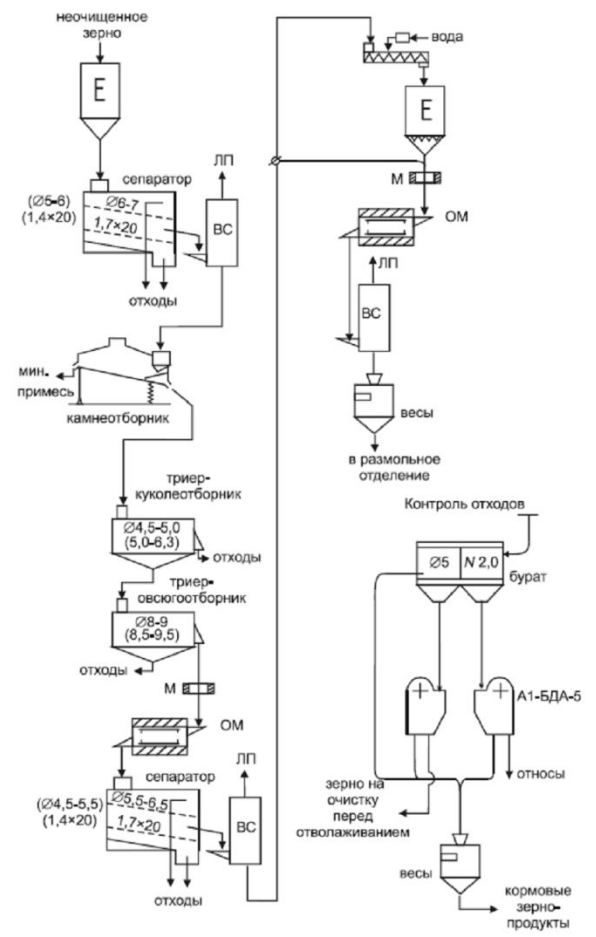 неочищенное
зерно
Е
сепаратор
(Ø5-6)
(1,4×20)
Ø6-7
1,7×20
ЛП
ВС
отходы
мин.
примесь
камнеотборник
триер-
куколеотборник
Ø4,5-5,0
(5,0-6,3)
отходы
триер-
овсюгоотборник
Ø8-9
(8,5-9,5)
отходы
М
ОМ
сепаратор
(Ø4,5-5,5)
(1,4×20)
Ø5,5-6,5
1,7×20
ЛП
ВС
отходы
вода
Е
М
ОМ
ЛП
ВС
весы
в размольное
отделение
Контроль отходов
Ø5
N 2,0
бурат
А1-БДА-5
относы
зерно на
очистку
перед
отволаживанием
весы
кормовые
зерно-
продукты